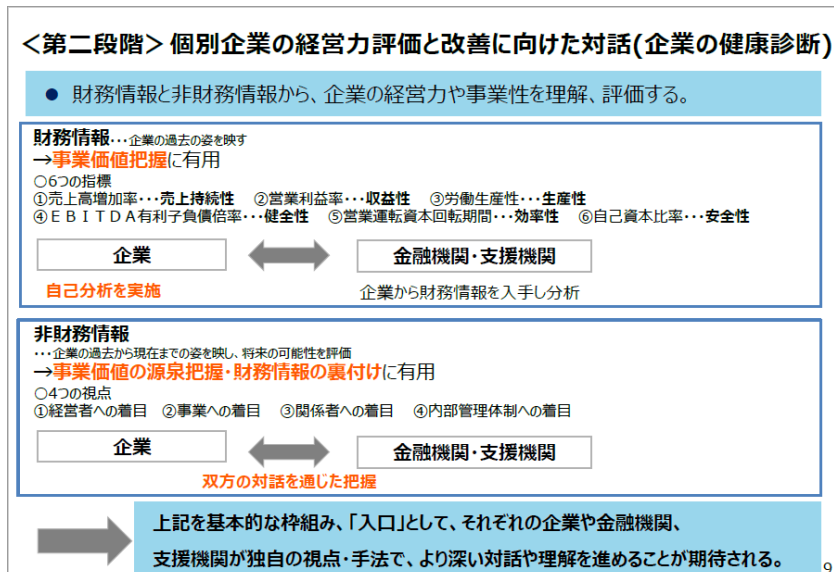 <第二段階> 個別企業の経営力評価と改善に向けた対話(企業の健康診断)
● 財務情報と非財務情報から、企業の経営力や事業性を理解、評価する。
財務情報・・・企業の過去の姿を映す
→事業価値把握に有用
○6つの指標
①売上高増加率・・・売上持続性 ②営業利益率・・・収益性 ③労働生産性・・・生産性
④EBITDA有利子負債倍率・・・健全性 ⑤営業運転資本回転期間・・・効率性 ⑥自己資本比率・・・安全性
企業 金融機関・支援機関
自己分析を実施 企業から財務情報を入手し分析
非財務情報
・・・企業の過去から現在までの姿を映し、将来の可能性を評価
→事業価値の源泉把握・財務情報の裏付けに有用
○4つの視点
①経営者への着目 ②事業への着目 ③関係者への着目 ④内部管理体制への着目
企業 金融機関・支援機関
双方の対話を通じた把握
上記を基本的な枠組み、「入口」として、それぞれの企業や金融機関、
支援機関が独自の視点・手法で、より深い対話や理解を進めることが期待される。
9